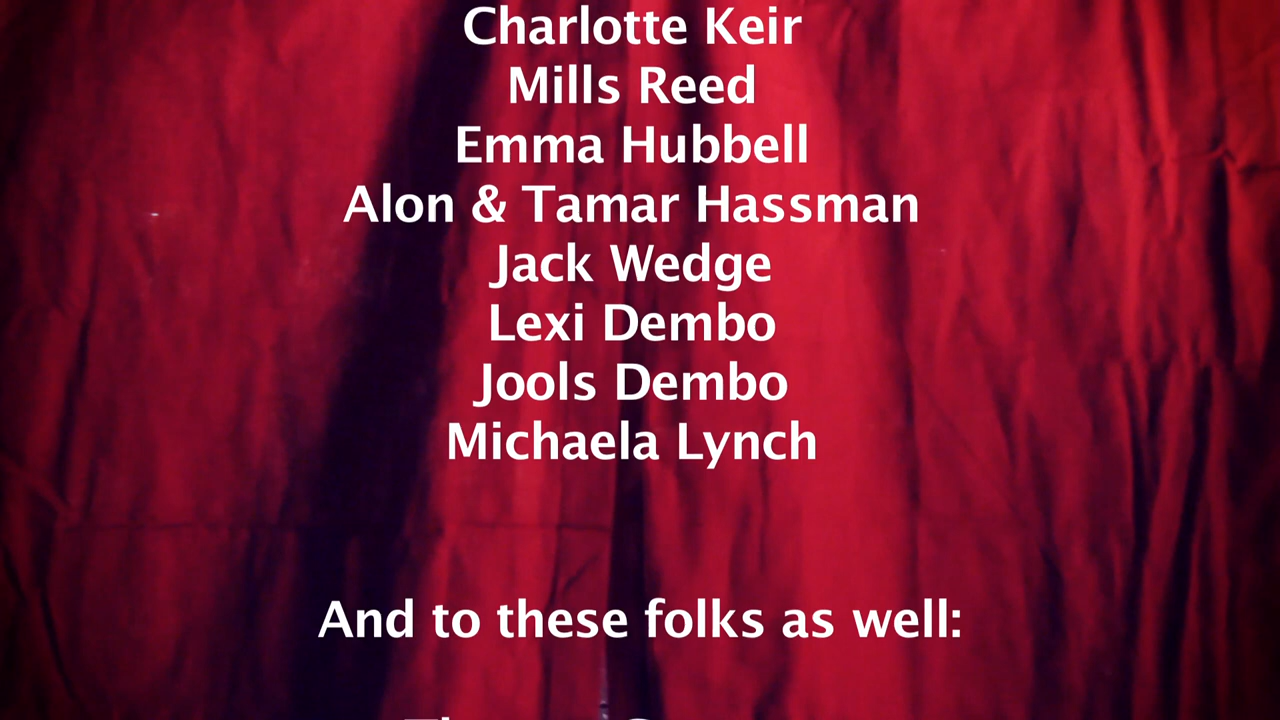 Charlotte Keir
Mills Reed
Emma Hubbell
Alon & Tamar Hassman
Jack Wedge
Lexi Dembo
Jools Dembo
Michaela Lynch
And to these folks as well: